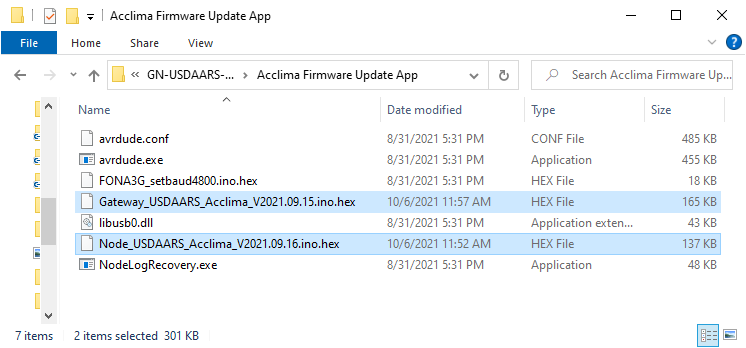 Acclima Firmware Update App
File Home Share View
GN-USDAARS-... Acclima Firmware Update App Search Acclima Firmware Up...
Name Date modified Type Size
avrdude.conf 8/31/2021 5:31 PM CONF File 485 KB
avrdude.exe 8/31/2021 5:31 PM Application 455 KB
FONA3G_setbaud4800.ino.hex 8/31/2021 5:31 PM HEX File 18 KB
Gateway_USDAARS_Acclima_V2021.09.15.ino.hex 10/6/2021 11:57 AM HEX File 165 KB
libusb0.dll 8/31/2021 5:31 PM Application exten... 43 KB
Node_USDAARS_Acclima_V2021.09.16.ino.hex 10/6/2021 11:52 AM HEX File 137 KB
NodeLogRecovery.exe 8/31/2021 5:31 PM Application 48 KB
7 items 2 items selected 301 KB